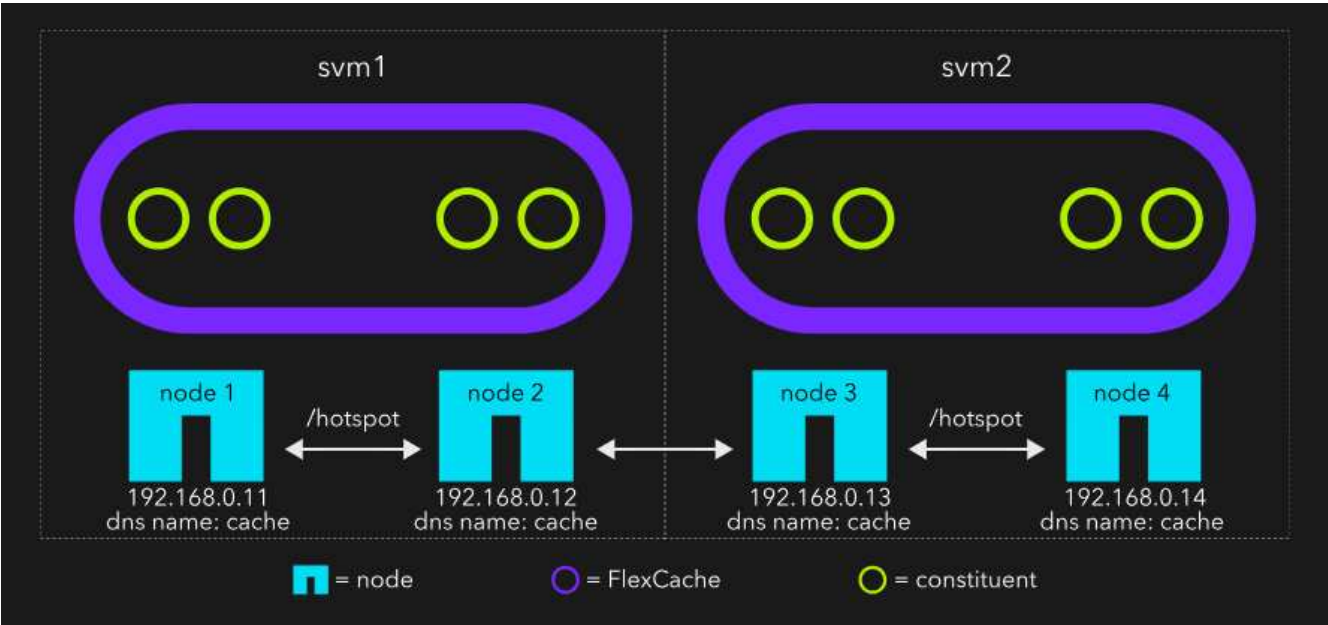 svm1
svm2
node 1
/hotspot
node 2
node 3
/hotspot
node 4
192.168.0.11
dns name: cache
192.168.0.12
dns name: cache
192.168.0.13
dns name: cache
192.168.0.14
dns name: cache
= node
= FlexCache
= constituent